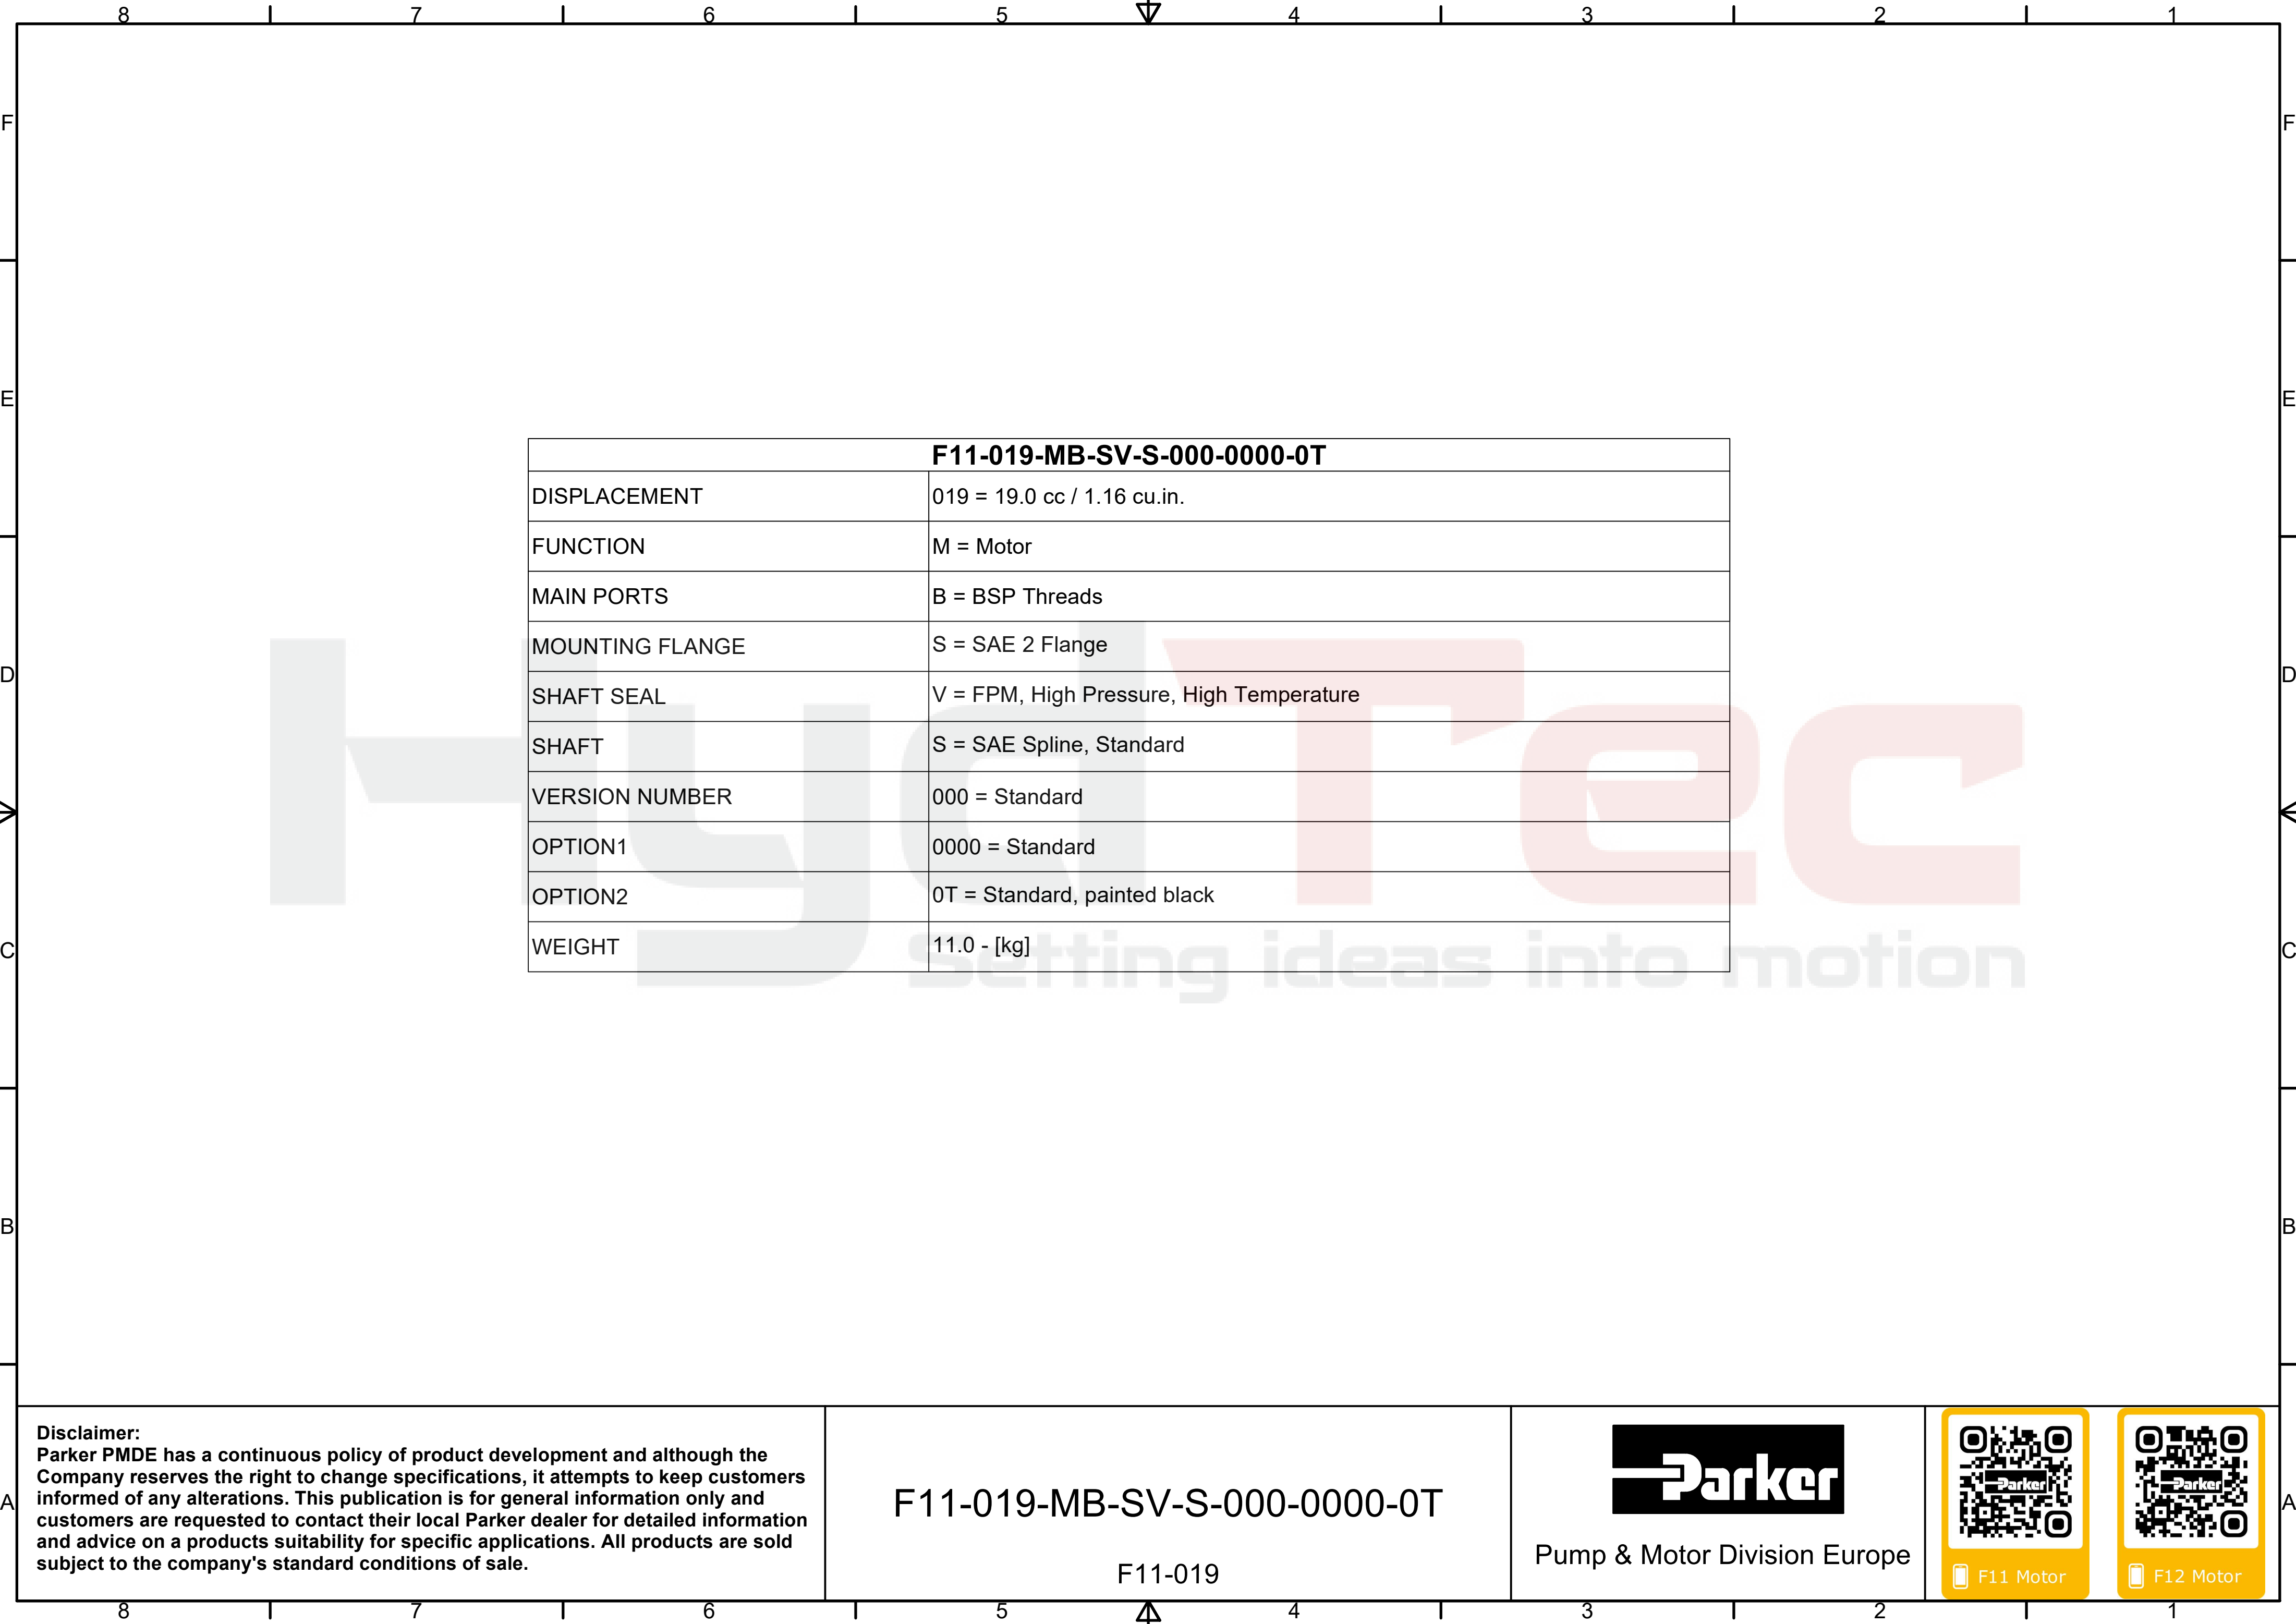 8 7 6 5 4 3 2 1
F F
E E
F11-019-MB-SV-S-000-0000-0T
DISPLACEMENT 019 = 19.0 cc / 1.16 cu.in.
FUNCTION M = Motor
MAIN PORTS B = BSP Threads
MOUNTING FLANGE S = SAE 2 Flange
D D
SHAFT SEAL V = FPM, High Pressure, High Temperature
SHAFT S = SAE Spline, Standard
VERSION NUMBER 000 = Standard
OPTION1 0000 = Standard
OPTION2 0T = Standard, painted black
WEIGHT 11.0 - [kg]
HydTec
Setting ideas into motion
C C
B B
A A
Disclaimer:
Parker PMDE has a continuous policy of product development and although the
Company reserves the right to change specifications, it attempts to keep customers
informed of any alterations. This publication is for general information only and
customers are requested to contact their local Parker dealer for detailed information
and advice on a products suitability for specific applications. All products are sold
subject to the company's standard conditions of sale.
F11-019-MB-SV-S-000-0000-0T
F11-019
Parker
Pump & Motor Division Europe
Parker
F11 Motor
Parker
F12 Motor
8 7 6 5 4 3 2 1